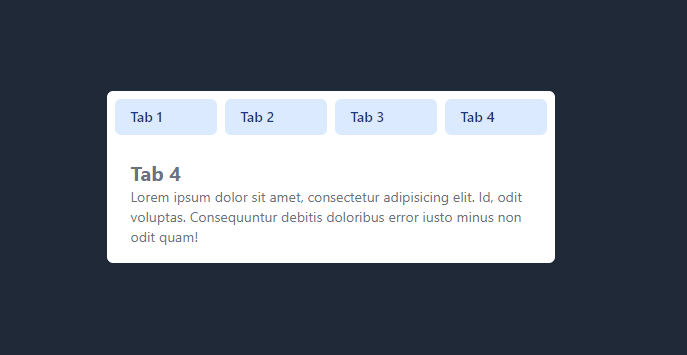 Tab 1
Tab 2
Tab 3
Tab 4
Tab 4
Lorem ipsum dolor sit amet, consectetur adipisicing elit. Id, odit
voluptas. Consequuntur debitis doloribus error iusto minus non
odit quam!